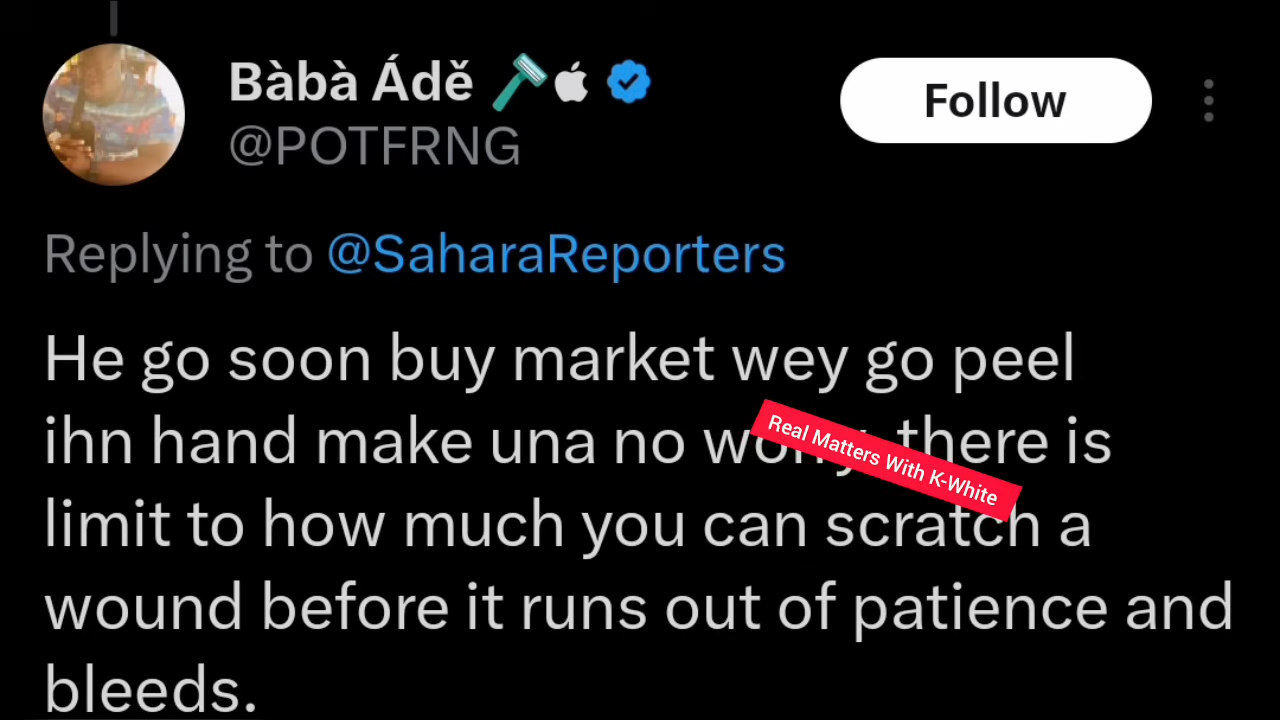 Bàbà Ádě
Follow
@POTFRNG
Replying to @SaharaReporters
He go soon buy market wey go peel
ihn hand make una no worry, there is
limit to how much you can scratch a
wound before it runs out of patience and
bleeds.
Real Matters With K-White